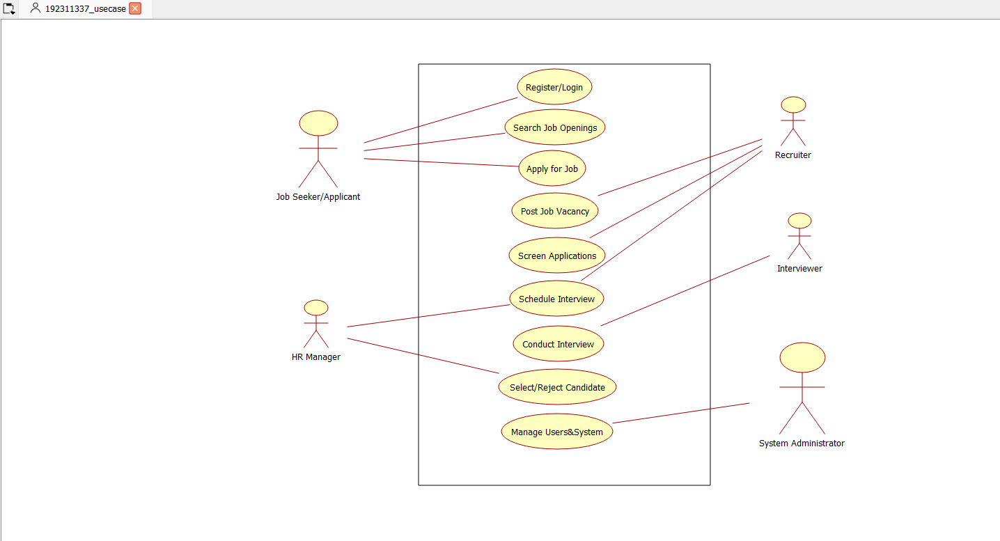 192311337_usecase
Register/Login
Search Job Openings
Apply for Job
Post Job Vacancy
Screen Applications
Schedule Interview
Conduct Interview
Select/Reject Candidate
Manage Users&System
Job Seeker/Applicant
HR Manager
Recruiter
Interviewer
System Administrator